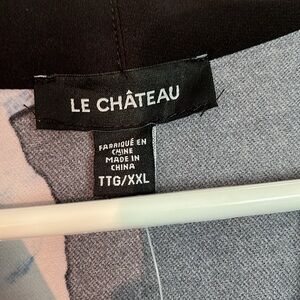 LE CHÂTEAU
FABRIQUÉ EN
CHINE
MADE IN
CHINA
TTG/XXL